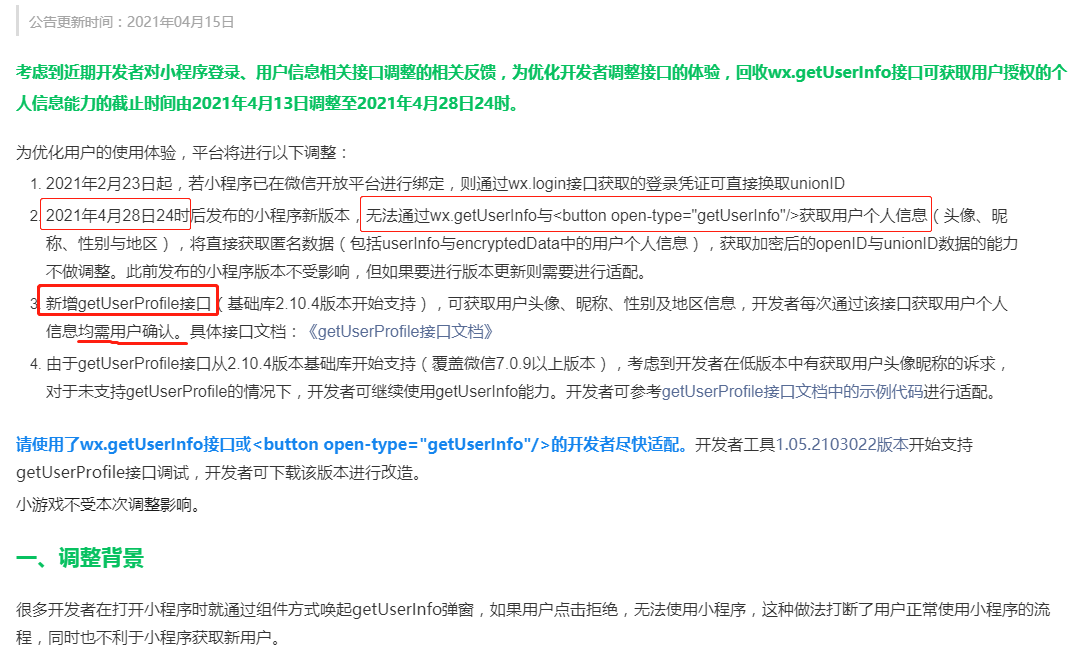 公告更新时间：2021年04月15日
考虑到近期开发者对小程序登录、用户信息相关接口调整的相关反馈，为优化开发者调整接口的体验，回收wx.getUserInfo接口可获取用户授权的个
人信息能力的截止时间由2021年4月13日调整至2021年4月28日24时。
为优化用户的使用体验，平台将进行以下调整：
1. 2021年2月23日起，若小程序已在微信开放平台进行绑定，则通过wx.login接口获取的登录凭证可直接换取unionID
2. 2021年4月28日24时后发布的小程序新版本，无法通过wx.getUserInfo与<button open-type="getUserInfo"/>获取用户个人信息（头像、昵
称、性别与地区），将直接获取匿名数据（包括userInfo与encryptedData中的用户个人信息），获取加密后的openID与unionID数据的能力
不做调整。此前发布的小程序版本不受影响，但如果要进行版本更新则需要进行适配。
3. 新增getUserProfile接口（基础库2.10.4版本开始支持），可获取用户头像、昵称、性别及地区信息，开发者每次通过该接口获取用户个人
信息均需用户确认。具体接口文档：《getUserProfile接口文档》
4. 由于getUserProfile接口从2.10.4版本基础库开始支持（覆盖微信7.0.9以上版本），考虑到开发者在低版本中有获取用户头像昵称的诉求，
对于未支持getUserProfile的情况下，开发者可继续使用getUserInfo能力。开发者可参考getUserProfile接口文档中的示例代码进行适配。
请使用了wx.getUserInfo接口或<button open-type="getUserInfo"/>的开发者尽快适配。开发者工具1.05.2103022版本开始支持
getUserProfile接口调试，开发者可下载该版本进行改造。
小游戏不受本次调整影响。
一、调整背景
很多开发者在打开小程序时就通过组件方式唤起getUserInfo弹窗，如果用户点击拒绝，无法使用小程序，这种做法打断了用户正常使用小程序的流
程，同时也不利于小程序获取新用户。